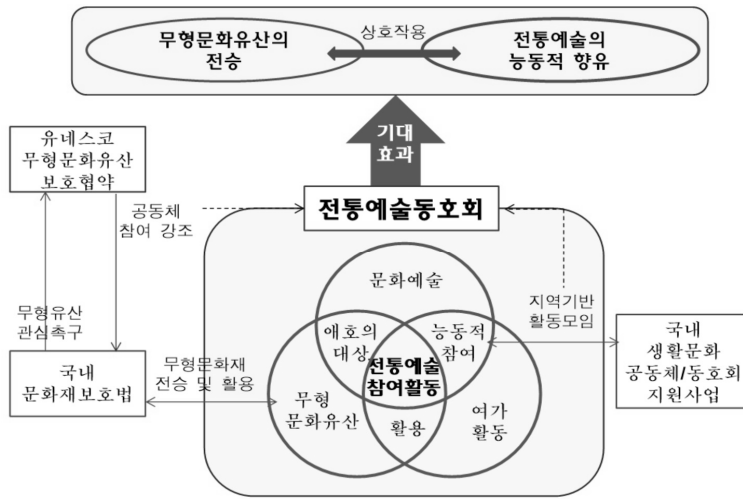 무형문화유산의
전승
상호작용
전통예술의
능동적 향유
기대
효과
유네스코
무형문화유산
보호협약
공동체
참여 강조
전통예술동호회
문화예술
무형유산
관심촉구
애호의
대상
능동적
참여
지역기반
활동모임
국내
문화재보호법
무형문화재
전승 및 활용
전통예술
참여활동
국내
생활문화
공동체/동호회
지원사업
무형
문화유산
활용
여가
활동